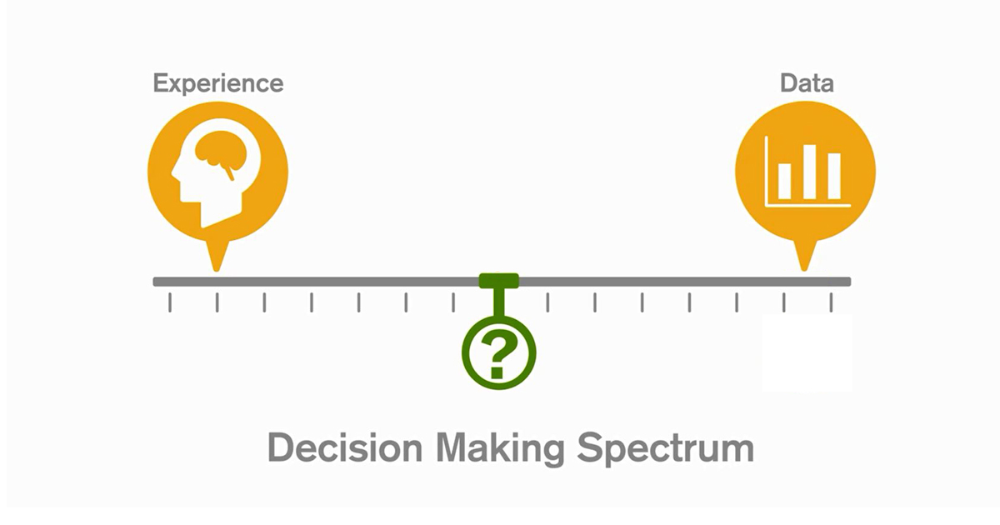 Experience
Data
?
Decision Making Spectrum